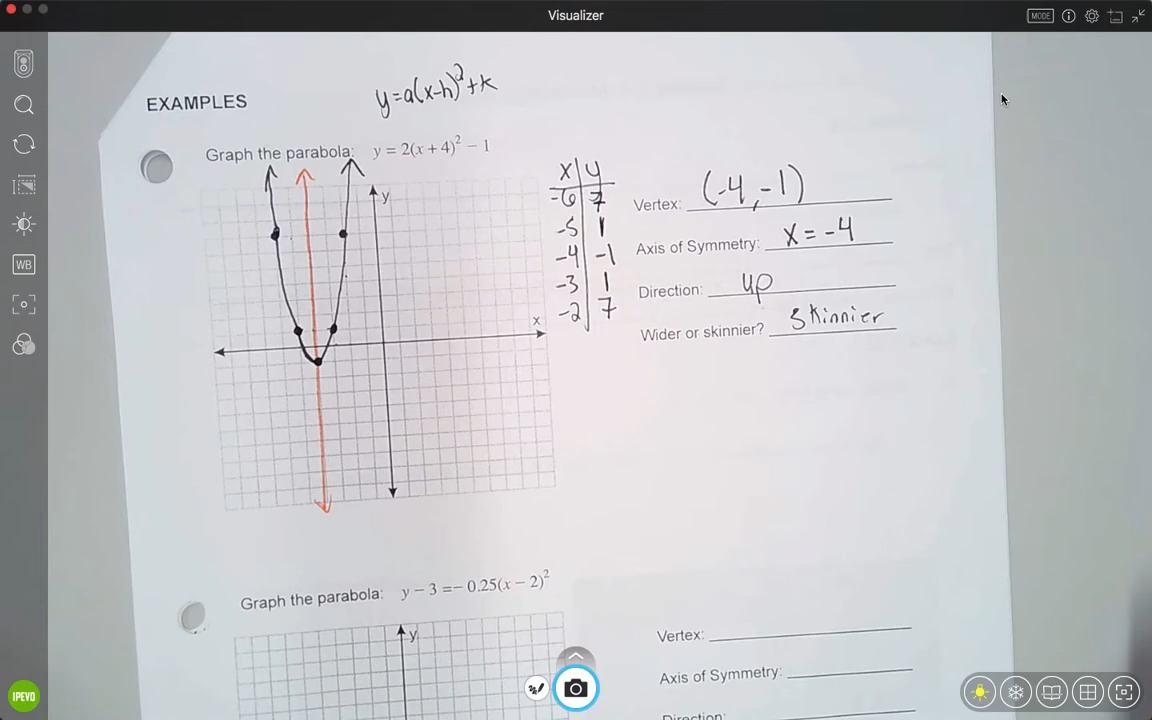 Visualizer
MODE
y=a(x-h)²+k
EXAMPLES
Graph the parabola: y = 2(x + 4)² − 1
y
x
x y
-6 7
-5 1
-4 -1
-3 1
-2 7
Vertex: (-4, -1)
Axis of Symmetry: x = -4
Direction: up
Wider or skinnier? skinnier
WB
Graph the parabola: y − 3 =− 0.25(x − 2)²
y
Vertex:
Axis of Symmetry:
Direction:
IPEVO